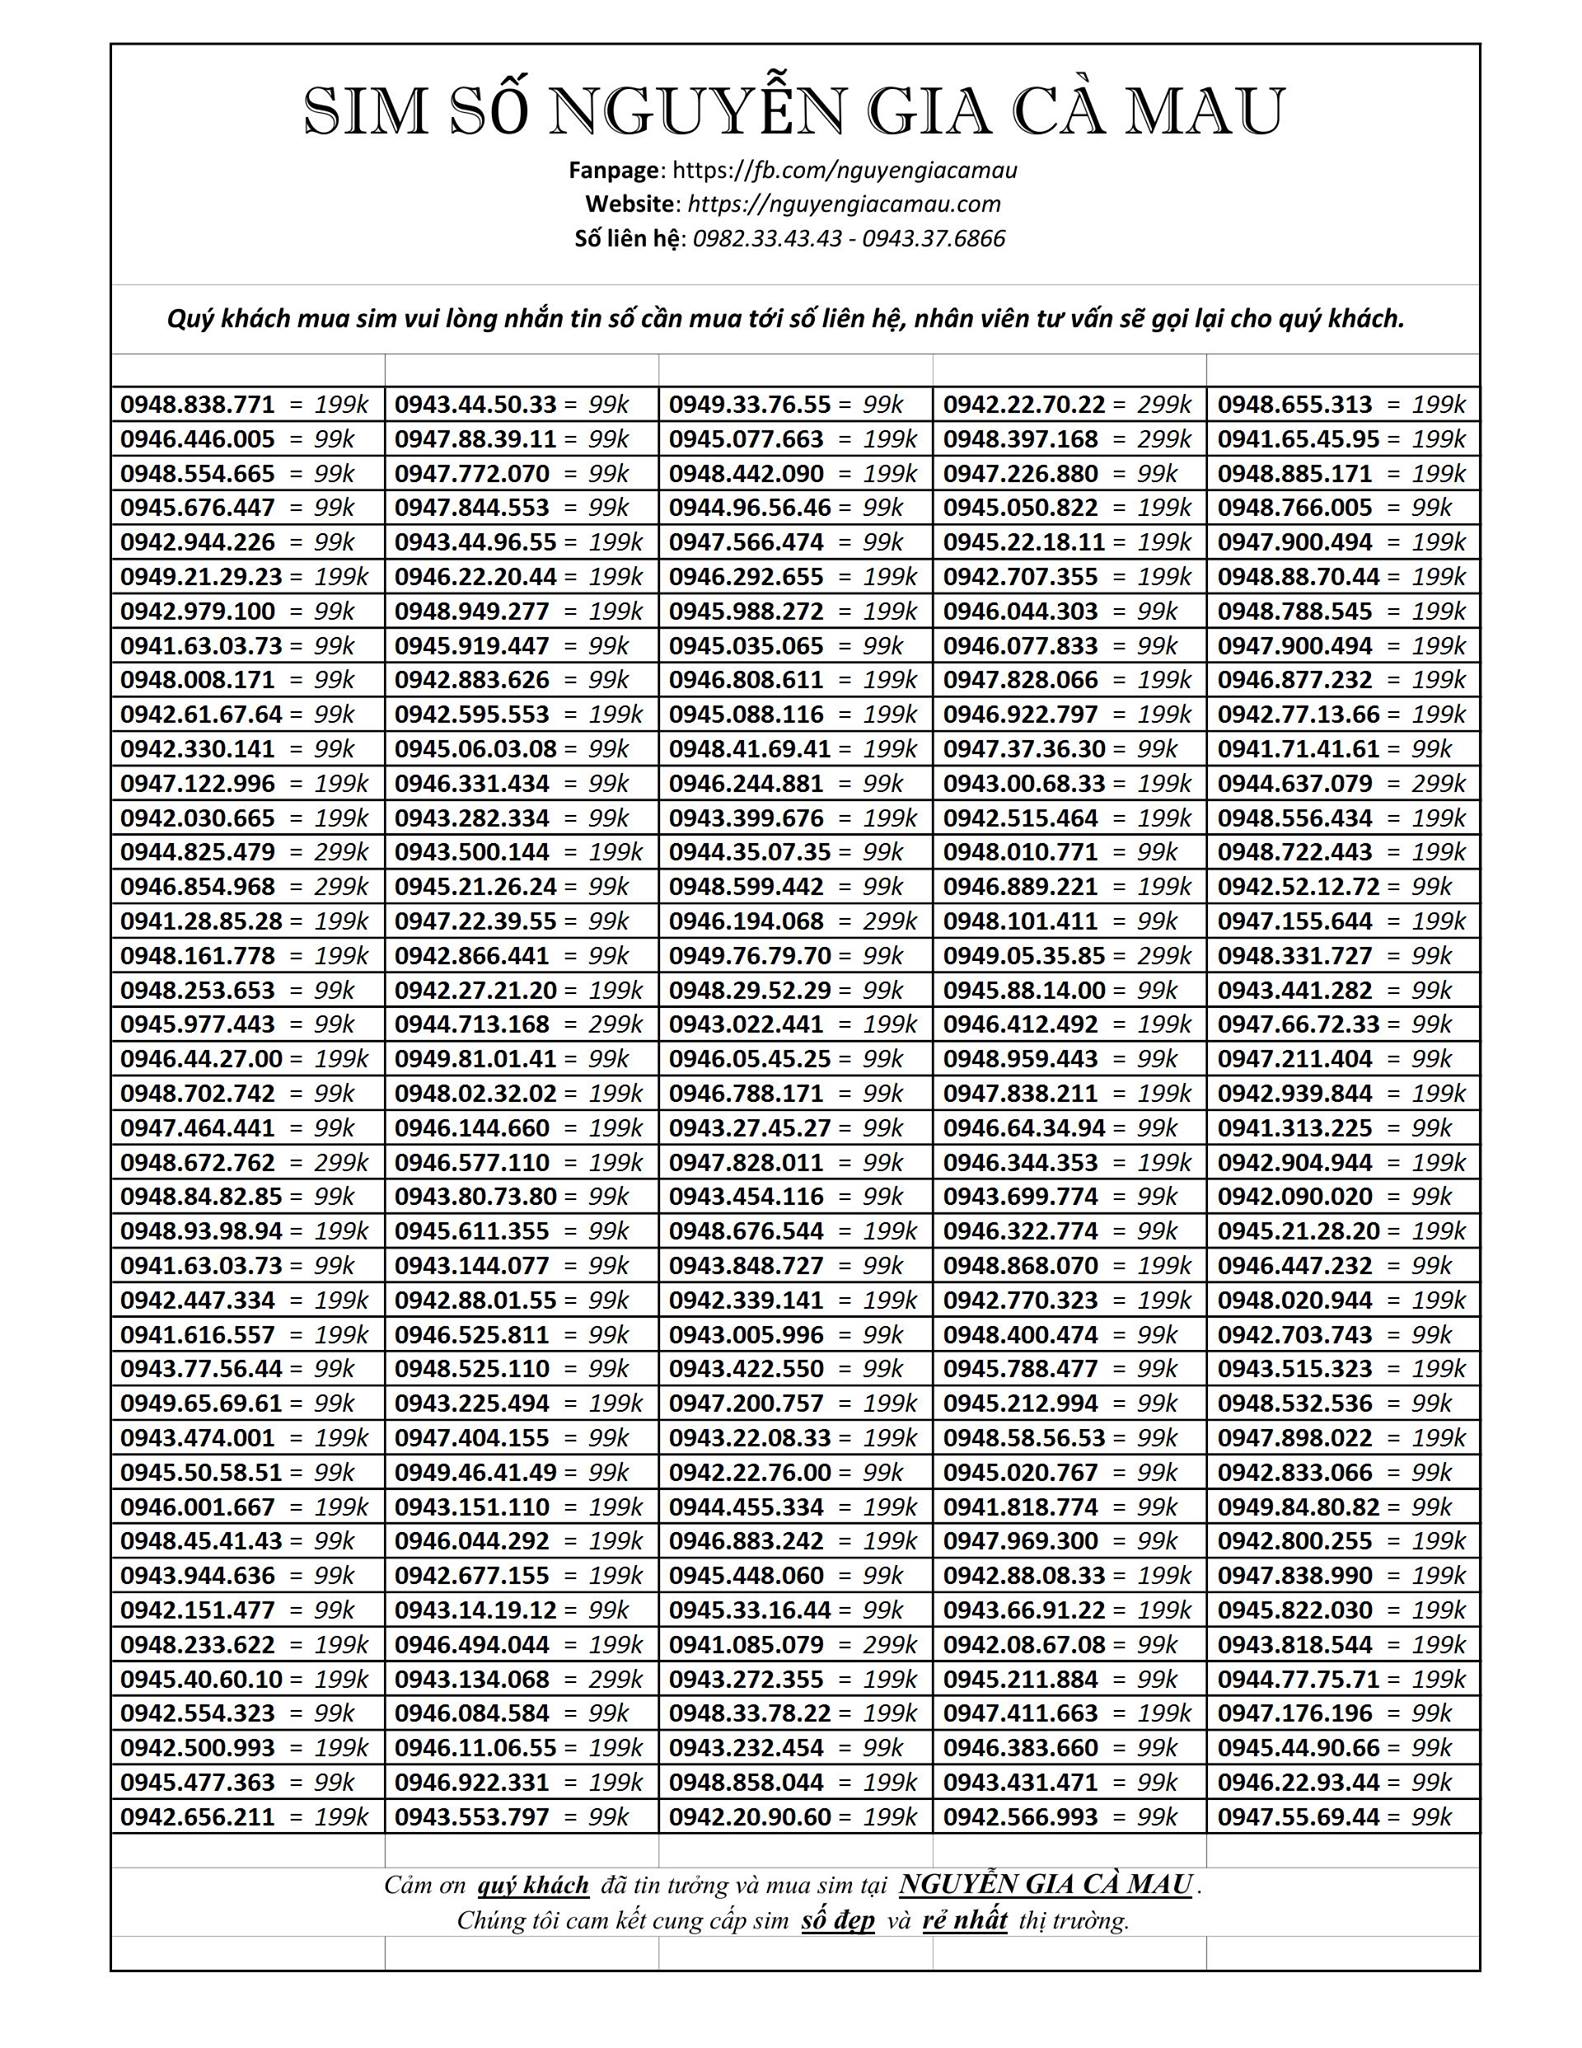 SIM SỐ NGUYỄN GIA CÀ MAU
Fanpage: https://fb.com/nguyengiacamau
Website: https://nguyengiacamau.com
Số liên hệ: 0982.33.43.43 - 0943.37.6866
Quý khách mua sim vui lòng nhắn tin số cần mua tới số liên hệ, nhân viên tư vấn sẽ gọi lại cho quý khách.
0948.838.771 = 199k 0943.44.50.33 = 99k 0949.33.76.55 = 99k 0942.22.70.22 = 299k 0948.655.313 = 199k
0946.446.005 = 99k 0947.88.39.11 = 99k 0945.077.663 = 199k 0948.397.168 = 299k 0941.65.45.95 = 199k
0948.554.665 = 99k 0947.772.070 = 99k 0948.442.090 = 199k 0947.226.880 = 99k 0948.885.171 = 199k
0945.676.447 = 99k 0947.844.553 = 99k 0944.96.56.46 = 99k 0945.050.822 = 199k 0948.766.005 = 99k
0942.944.226 = 99k 0943.44.96.55 = 199k 0947.566.474 = 99k 0945.22.18.11 = 199k 0947.900.494 = 199k
0949.21.29.23 = 199k 0946.22.20.44 = 199k 0946.292.655 = 199k 0942.707.355 = 199k 0948.88.70.44 = 199k
0942.979.100 = 99k 0948.949.277 = 199k 0945.988.272 = 199k 0946.044.303 = 99k 0948.788.545 = 199k
0941.63.03.73 = 99k 0945.919.447 = 99k 0945.035.065 = 99k 0946.077.833 = 99k 0947.900.494 = 199k
0948.008.171 = 99k 0942.883.626 = 99k 0946.808.611 = 199k 0947.828.066 = 199k 0946.877.232 = 199k
0942.61.67.64 = 99k 0942.595.553 = 199k 0945.088.116 = 199k 0946.922.797 = 199k 0942.77.13.66 = 199k
0942.330.141 = 99k 0945.06.03.08 = 99k 0948.41.69.41 = 199k 0947.37.36.30 = 99k 0941.71.41.61 = 99k
0947.122.996 = 199k 0946.331.434 = 99k 0946.244.881 = 99k 0943.00.68.33 = 199k 0944.637.079 = 299k
0942.030.665 = 199k 0943.282.334 = 99k 0943.399.676 = 199k 0942.515.464 = 199k 0948.556.434 = 199k
0944.825.479 = 299k 0943.500.144 = 199k 0944.35.07.35 = 99k 0948.010.771 = 99k 0948.722.443 = 199k
0946.854.968 = 299k 0945.21.26.24 = 99k 0948.599.442 = 99k 0946.889.221 = 199k 0942.52.12.72 = 99k
0941.28.85.28 = 199k 0947.22.39.55 = 99k 0946.194.068 = 299k 0948.101.411 = 99k 0947.155.644 = 199k
0948.161.778 = 199k 0942.866.441 = 99k 0949.76.79.70 = 99k 0949.05.35.85 = 299k 0948.331.727 = 99k
0948.253.653 = 99k 0942.27.21.20 = 199k 0948.29.52.29 = 99k 0945.88.14.00 = 99k 0943.441.282 = 99k
0945.977.443 = 99k 0944.713.168 = 299k 0943.022.441 = 199k 0946.412.492 = 199k 0947.66.72.33 = 99k
0946.44.27.00 = 199k 0949.81.01.41 = 99k 0946.05.45.25 = 99k 0948.959.443 = 99k 0947.211.404 = 99k
0948.702.742 = 99k 0948.02.32.02 = 199k 0946.788.171 = 99k 0947.838.211 = 199k 0942.939.844 = 199k
0947.464.441 = 99k 0946.144.660 = 199k 0943.27.45.27 = 99k 0946.64.34.94 = 99k 0941.313.225 = 99k
0948.672.762 = 299k 0946.577.110 = 199k 0947.828.011 = 99k 0946.344.353 = 199k 0942.904.944 = 199k
0948.84.82.85 = 99k 0943.80.73.80 = 99k 0943.454.116 = 99k 0943.699.774 = 99k 0942.090.020 = 99k
0948.93.98.94 = 199k 0945.611.355 = 99k 0948.676.544 = 199k 0946.322.774 = 99k 0945.21.28.20 = 199k
0941.63.03.73 = 99k 0943.144.077 = 99k 0943.848.727 = 99k 0948.868.070 = 199k 0946.447.232 = 99k
0942.447.334 = 199k 0942.88.01.55 = 99k 0942.339.141 = 199k 0942.770.323 = 199k 0948.020.944 = 199k
0941.616.557 = 199k 0946.525.811 = 99k 0943.005.996 = 99k 0948.400.474 = 99k 0942.703.743 = 99k
0943.77.56.44 = 99k 0948.525.110 = 99k 0943.422.550 = 99k 0945.788.477 = 99k 0943.515.323 = 199k
0949.65.69.61 = 99k 0943.225.494 = 199k 0947.200.757 = 199k 0945.212.994 = 99k 0948.532.536 = 99k
0943.474.001 = 199k 0947.404.155 = 99k 0943.22.08.33 = 199k 0948.58.56.53 = 99k 0947.898.022 = 199k
0945.50.58.51 = 99k 0949.46.41.49 = 99k 0942.22.76.00 = 99k 0945.020.767 = 99k 0942.833.066 = 99k
0946.001.667 = 199k 0943.151.110 = 199k 0944.455.334 = 199k 0941.818.774 = 99k 0949.84.80.82 = 99k
0948.45.41.43 = 99k 0946.044.292 = 199k 0946.883.242 = 199k 0947.969.300 = 99k 0942.800.255 = 199k
0943.944.636 = 99k 0942.677.155 = 199k 0945.448.060 = 99k 0942.88.08.33 = 199k 0947.838.990 = 199k
0942.151.477 = 99k 0943.14.19.12 = 99k 0945.33.16.44 = 99k 0943.66.91.22 = 199k 0945.822.030 = 199k
0948.233.622 = 199k 0946.494.044 = 199k 0941.085.079 = 299k 0942.08.67.08 = 99k 0943.818.544 = 199k
0945.40.60.10 = 199k 0943.134.068 = 299k 0943.272.355 = 199k 0945.211.884 = 99k 0944.77.75.71 = 199k
0942.554.323 = 99k 0946.084.584 = 99k 0948.33.78.22 = 199k 0947.411.663 = 199k 0947.176.196 = 99k
0942.500.993 = 199k 0946.11.06.55 = 199k 0943.232.454 = 99k 0946.383.660 = 99k 0945.44.90.66 = 99k
0945.477.363 = 99k 0946.922.331 = 199k 0948.858.044 = 199k 0943.431.471 = 99k 0946.22.93.44 = 99k
0942.656.211 = 199k 0943.553.797 = 99k 0942.20.90.60 = 199k 0942.566.993 = 99k 0947.55.69.44 = 99k
Cảm ơn quý khách đã tin tưởng và mua sim tại NGUYỄN GIA CÀ MAU.
Chúng tôi cam kết cung cấp sim số đẹp và rẻ nhất thị trường.